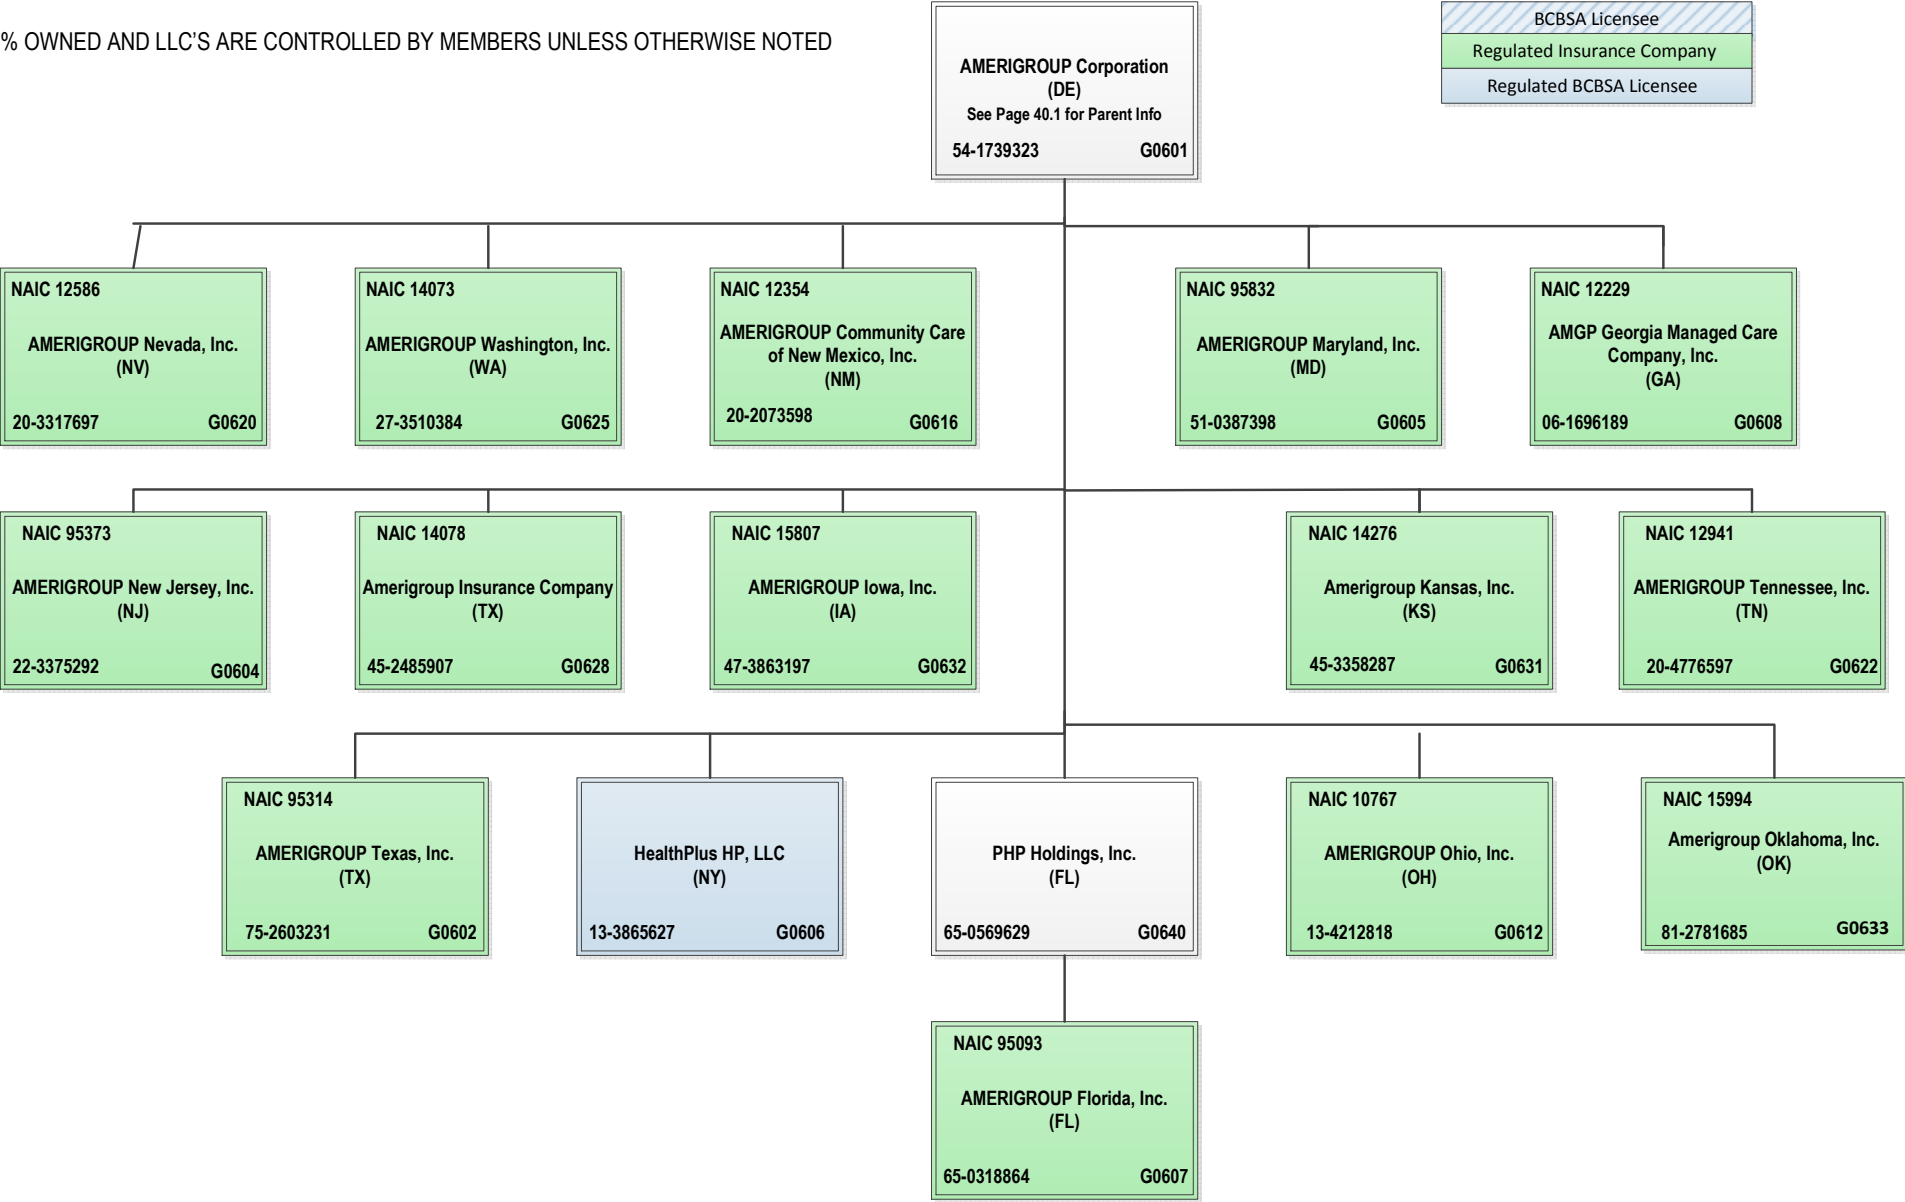 % OWNED AND LLC'S ARE CONTROLLED BY MEMBERS UNLESS OTHERWISE NOTED
BCBSA Licensee
Regulated Insurance Company
Regulated BCBSA Licensee
AMERIGROUP Corporation
(DE)
See Page 40.1 for Parent Info
54-1739323 G0601
NAIC 12586
AMERIGROUP Nevada, Inc.
(NV)
20-3317697 G0620
NAIC 14073
AMERIGROUP Washington, Inc.
(WA)
27-3510384 G0625
NAIC 12354
AMERIGROUP Community Care
of New Mexico, Inc.
(NM)
20-2073598 G0616
NAIC 95832
AMERIGROUP Maryland, Inc.
(MD)
51-0387398 G0605
NAIC 12229
AMGP Georgia Managed Care
Company, Inc.
(GA)
06-1696189 G0608
NAIC 95373
AMERIGROUP New Jersey, Inc.
(NJ)
22-3375292 G0604
NAIC 14078
Amerigroup Insurance Company
(TX)
45-2485907 G0628
NAIC 15807
AMERIGROUP Iowa, Inc.
(IA)
47-3863197 G0632
NAIC 14276
Amerigroup Kansas, Inc.
(KS)
45-3358287 G0631
NAIC 12941
AMERIGROUP Tennessee, Inc.
(TN)
20-4776597 G0622
NAIC 95314
AMERIGROUP Texas, Inc.
(TX)
75-2603231 G0602
HealthPlus HP, LLC
(NY)
13-3865627 G0606
PHP Holdings, Inc.
(FL)
65-0569629 G0640
NAIC 10767
AMERIGROUP Ohio, Inc.
(OH)
13-4212818 G0612
NAIC 15994
Amerigroup Oklahoma, Inc.
(OK)
81-2781685 G0633
NAIC 95093
AMERIGROUP Florida, Inc.
(FL)
65-0318864 G0607